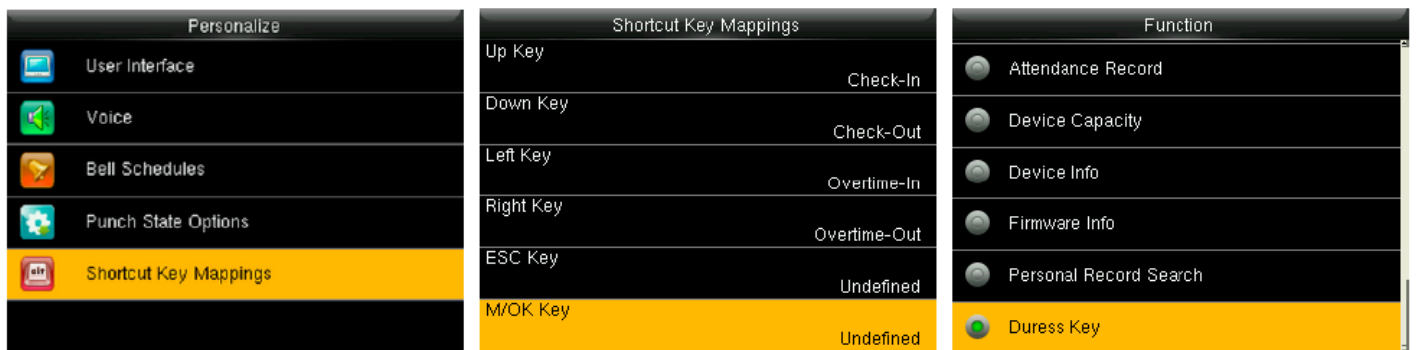 Personalize
User Interface
Voice
Bell Schedules
Punch State Options
Shortcut Key Mappings
Shortcut Key Mappings
Up Key
Check-In
Down Key
Check-Out
Left Key
Overtime-In
Right Key
Overtime-Out
ESC Key
Undefined
M/OK Key
Undefined
Function
Attendance Record
Device Capacity
Device Info
Firmware Info
Personal Record Search
Duress Key